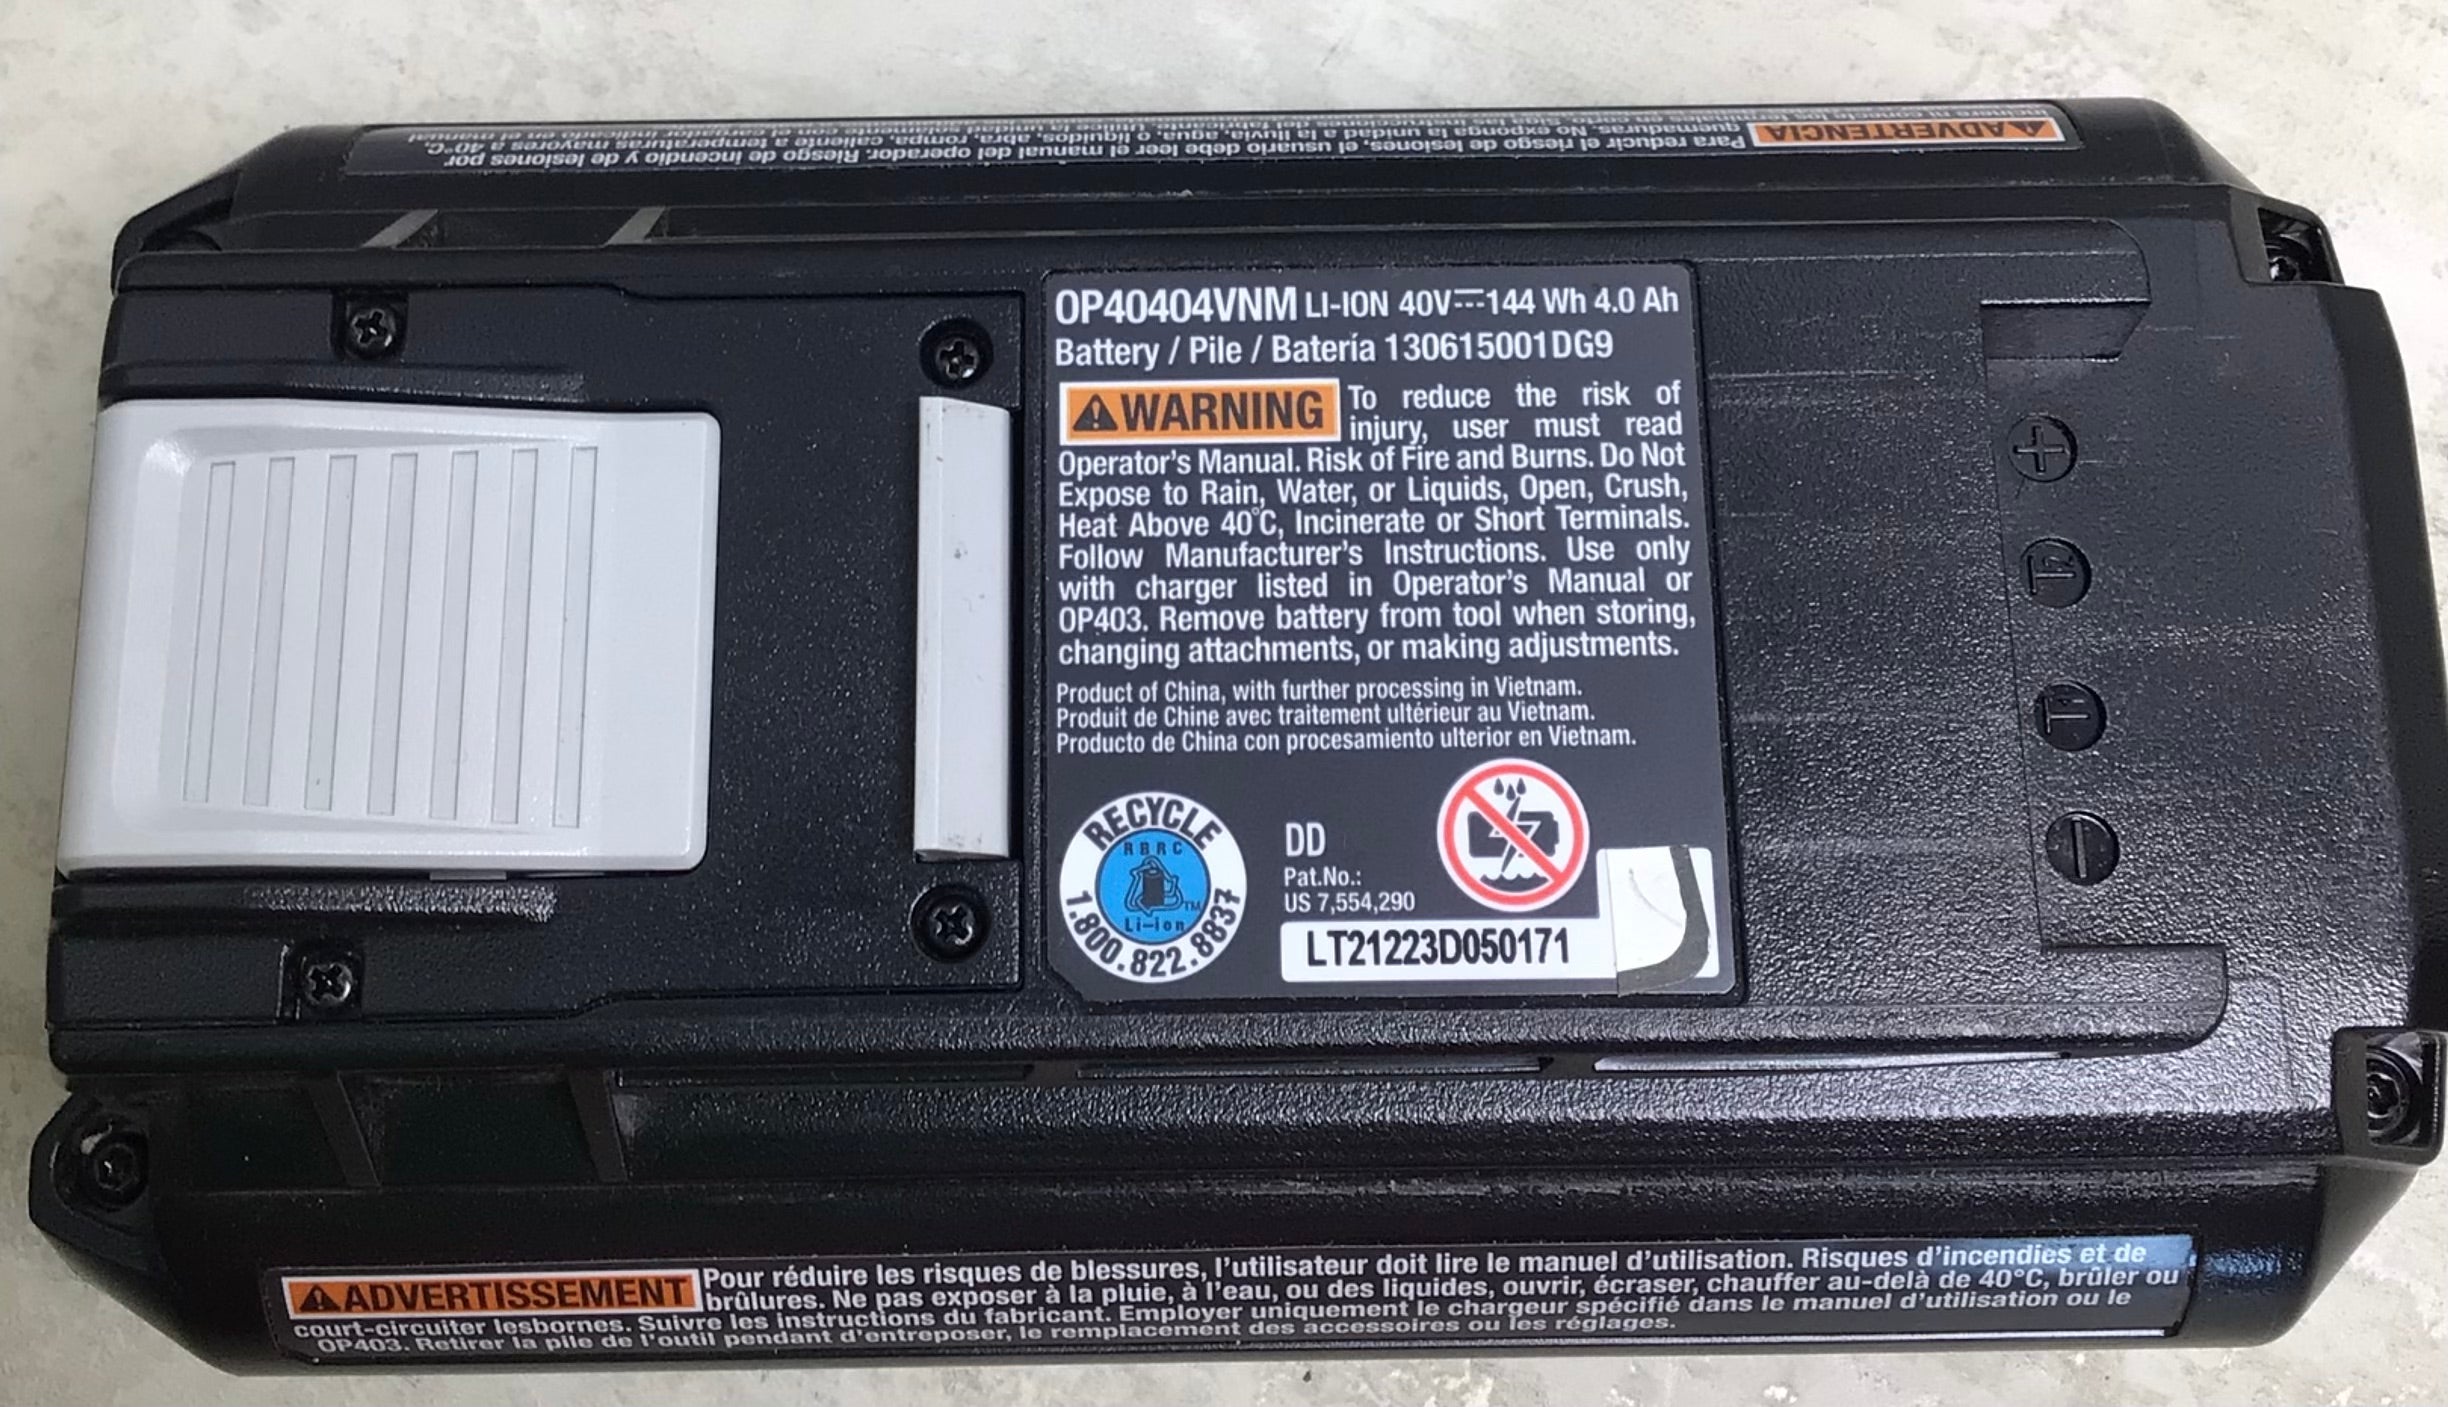 ⚠ADVERTENCIA
Para reducir el riesgo de lesiones, el usuario debe leer el manual del operador. Riesgo de incendio y de lesiones por
quemaduras. No exponga la unidad a la lluvia, agua, o líquidos, abra, rompa, caliente a temperatura mayores a 40°C,
OP40404VNM LI-ION 40V⎓144 Wh 4.0 Ah
Battery / Pile / Batería 130615001DG9
⚠WARNING To reduce the risk of
injury, user must read
Operator's Manual. Risk of Fire and Burns. Do Not
Expose to Rain, Water, or Liquids, Open, Crush,
Heat Above 40°C, Incinerate or Short Terminals.
Follow Manufacturer's Instructions. Use only
with charger listed in Operator's Manual or
OP403. Remove battery from tool when storing,
changing attachments, or making adjustments.
Product of China, with further processing in Vietnam.
Produit de Chine avec traitement ultérieur au Vietnam.
Producto de China con procesamiento ulterior en Vietnam.
RECYCLE
RBRC
TM
Li-Ion
1.800.822.8837
DD
Pat.No.:
US 7,554,290
LT21223D050171
+
T2
T1
−
⚠ADVERTISSEMENT Pour réduire les risques de blessures, l'utilisateur doit lire le manuel d'utilisation. Risques d'incendies et de
brûlures. Ne pas exposer à la pluie, à l'eau, ou des liquides, ouvrir, écraser, chauffer au-delà de 40°C, brûler ou
court-circuiter lesbornes. Suivre les instructions du fabricant. Employer uniquement le chargeur spécifié dans le manuel d'utilisation ou le
OP403. Retirer la pile de l'outil pendant d'entreposer, le remplacement des accessoires ou les réglages.